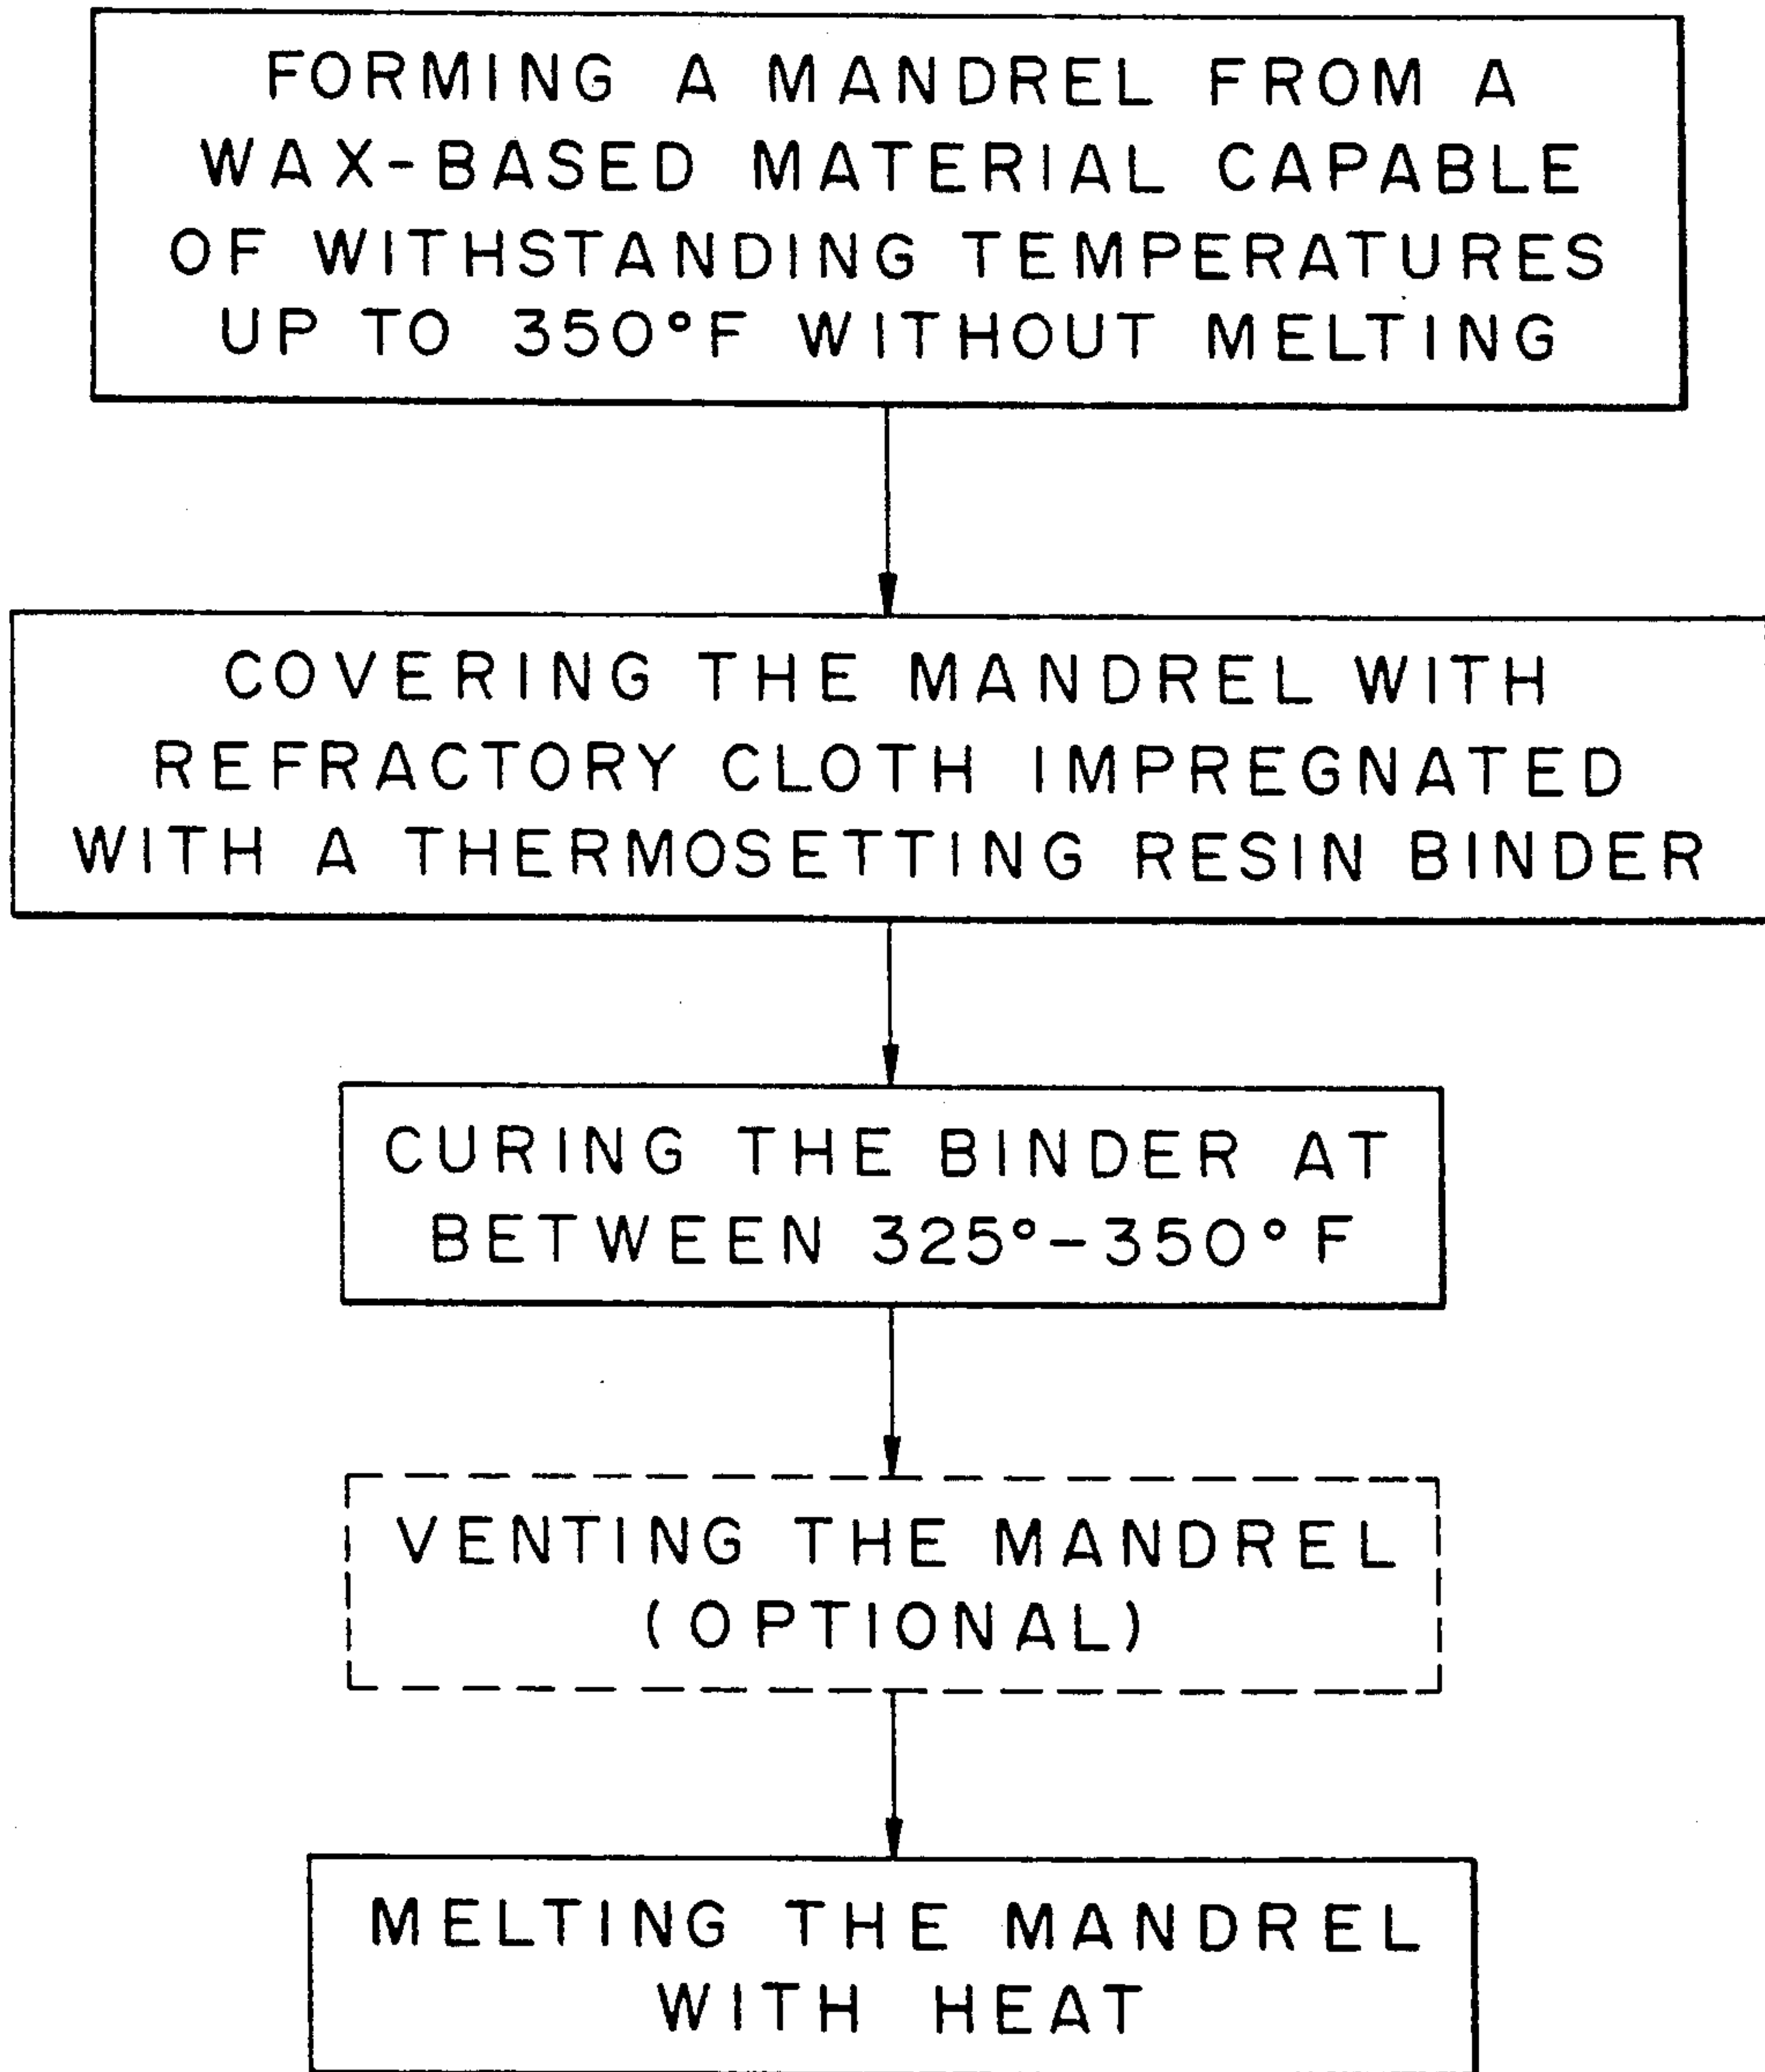 FORMING A MANDREL FROM A
WAX-BASED MATERIAL CAPABLE
OF WITHSTANDING TEMPERATURES
UP TO 350°F WITHOUT MELTING
COVERING THE MANDREL WITH
REFRACTORY CLOTH IMPREGNATED
WITH A THERMOSETTING RESIN BINDER
CURING THE BINDER AT
BETWEEN 325°-350°F
VENTING THE MANDREL
(OPTIONAL)
MELTING THE MANDREL
WITH HEAT